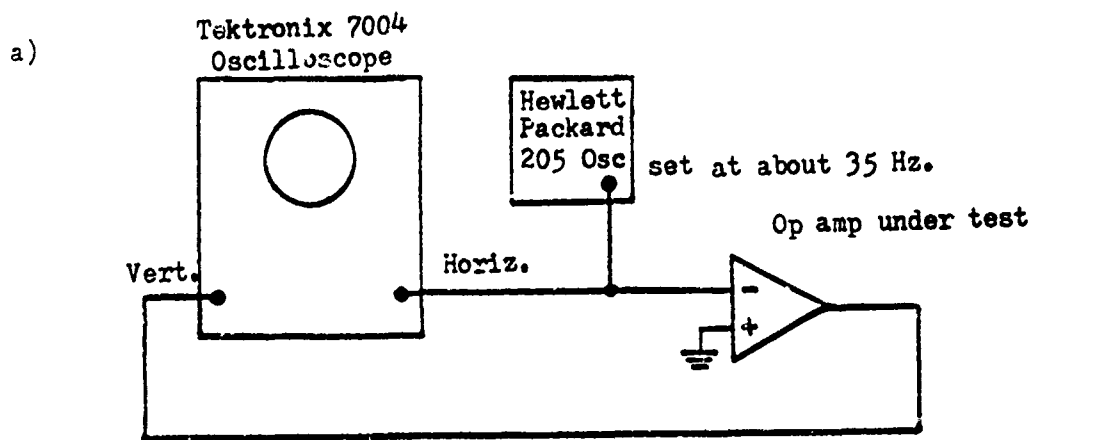 a)
Tektronix 7004
Oscilloscope
Hewlett
Packard
205 Osc
set at about 35 Hz.
Op amp under test
Vert.
Horiz.
-
+